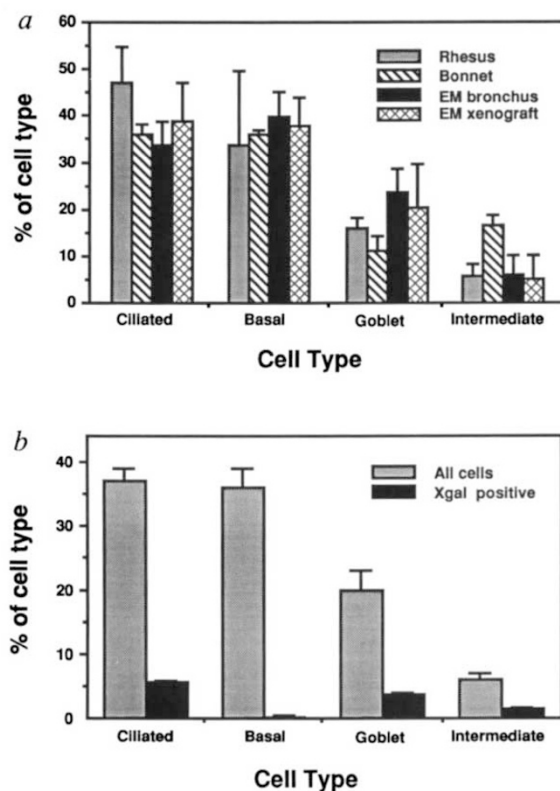 a
60
50
40
30
20
10
0
% of cell type
Rhesus
Bonnet
EM bronchus
EM xenograft
Ciliated Basal Goblet Intermediate
Cell Type
b
40
30
20
10
0
% of cell type
All cells
Xgal positive
Ciliated Basal Goblet Intermediate
Cell Type